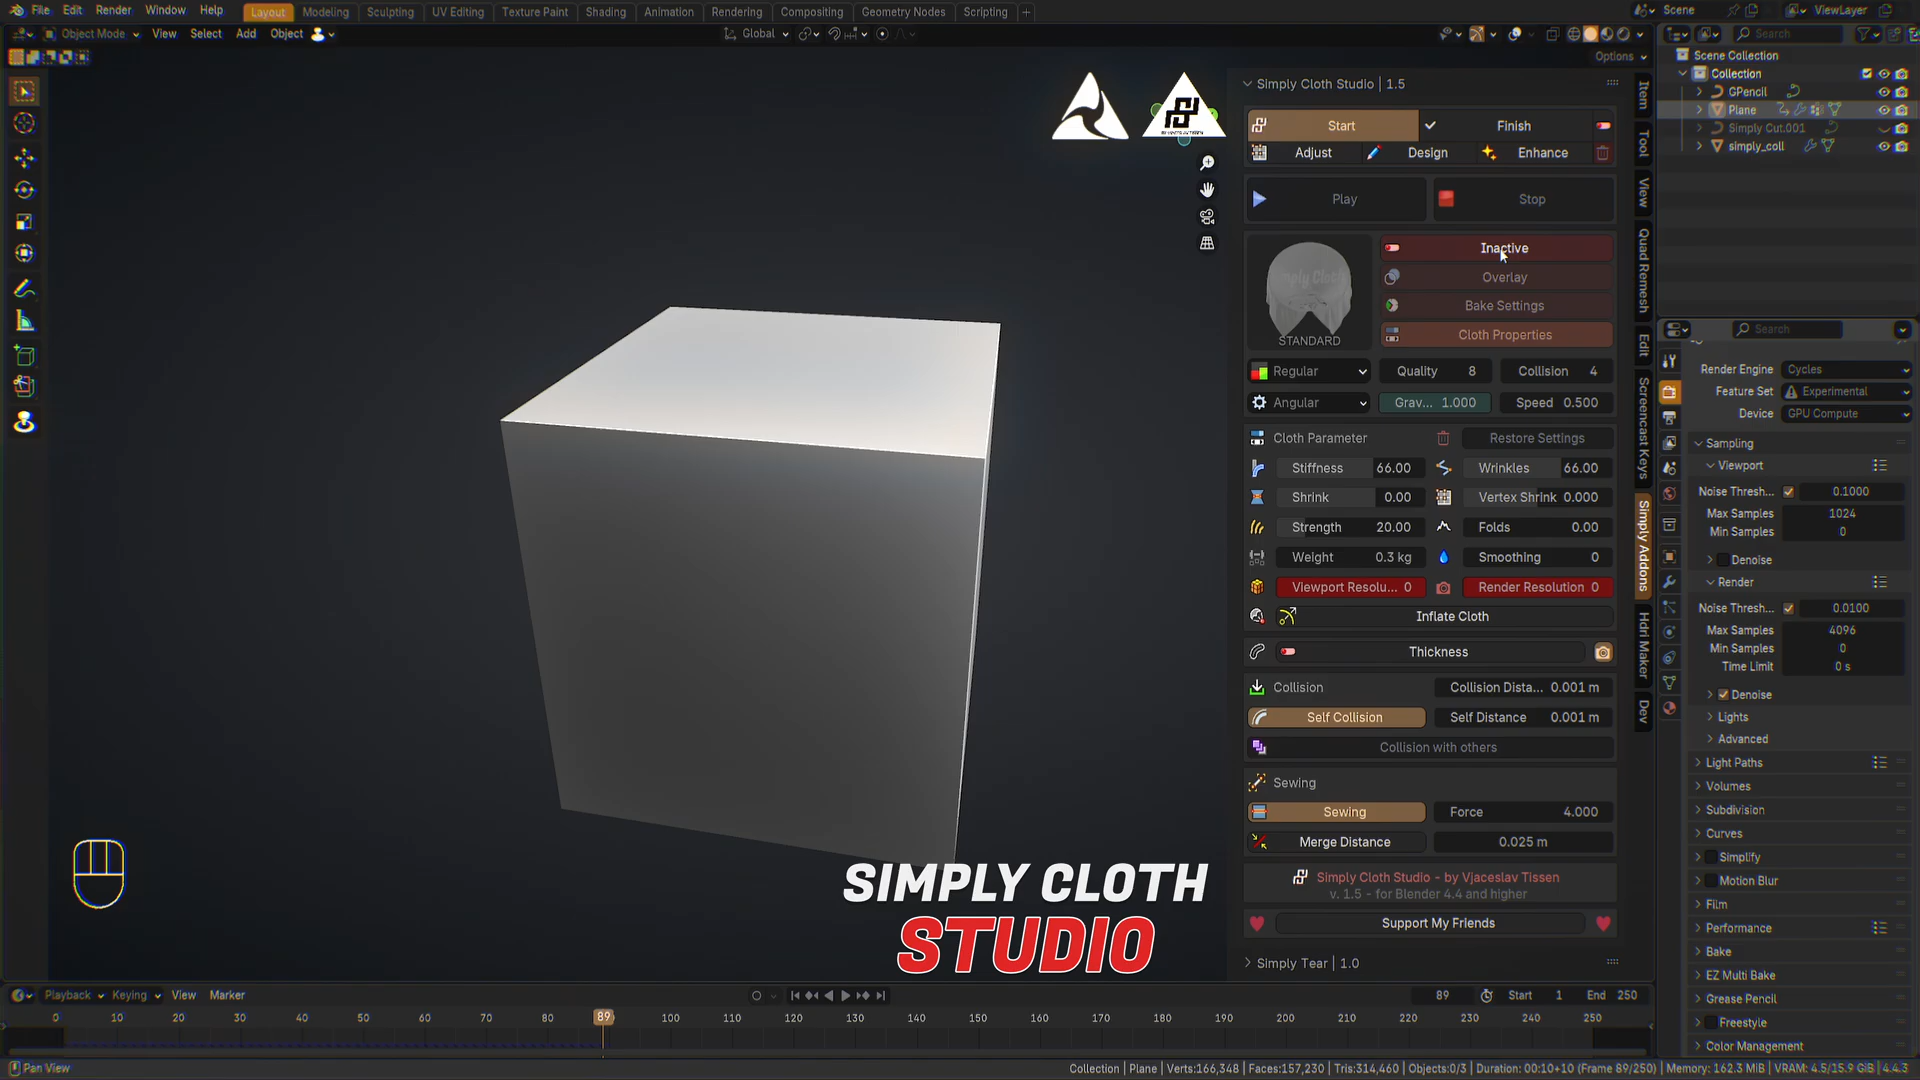 File Edit Render Window Help Layout Modeling Sculpting UV Editing Texture Paint Shading Animation Rendering Compositing Geometry Nodes Scripting + Scene ViewLayer
Object Mode View Select Add Object Global Search
Options
Scene Collection
Collection
GPencil
Plane
Simply Cut.001
simply_coll
Simply Cloth Studio | 1.5
Start Finish
Adjust Design Enhance
Play Stop
Inactive
Overlay
Bake Settings
Cloth Properties
Simply Cloth
STANDARD
Regular Quality 8 Collision 4
Angular Grav... 1.000 Speed 0.500
Cloth Parameter Restore Settings
Stiffness 66.00 Wrinkles 66.00
Shrink 0.00 Vertex Shrink 0.000
Strength 20.00 Folds 0.00
Weight 0.3 kg Smoothing 0
Viewport Resolu... 0 Render Resolution 0
Inflate Cloth
Thickness
Collision Collision Dista... 0.001 m
Self Collision Self Distance 0.001 m
Collision with others
Sewing
Sewing Force 4.000
Merge Distance 0.025 m
Simply Cloth Studio - by Vjaceslav Tissen
v. 1.5 - for Blender 4.4 and higher
Support My Friends
Simply Tear | 1.0
Item
Tool
View
Quad Remesh
Edit
Screencast Keys
Simply Addons
Hdri Maker
Dev
Search
Render Engine Cycles
Feature Set Experimental
Device GPU Compute
Sampling
Viewport
Noise Thresh... 0.1000
Max Samples 1024
Min Samples 0
Denoise
Render
Noise Thresh... 0.0100
Max Samples 4096
Min Samples 0
Time Limit 0 s
Denoise
Lights
Advanced
Light Paths
Volumes
Subdivision
Curves
Simplify
Motion Blur
Film
Performance
Bake
EZ Multi Bake
Grease Pencil
Freestyle
Color Management
SIMPLY CLOTH
STUDIO
Playback Keying View Marker 89 Start 1 End 250
0 10 20 30 40 50 60 70 80 89 100 110 120 130 140 150 160 170 180 190 200 210 220 230 240 250
Pan View Collection | Plane | Verts:166,348 | Faces:157,230 | Tris:314,460 | Objects:0/3 | Duration: 00:10+10 (Frame 89/250) | Memory: 162.3 MiB | VRAM: 4.5/15.9 GiB | 4.4.3